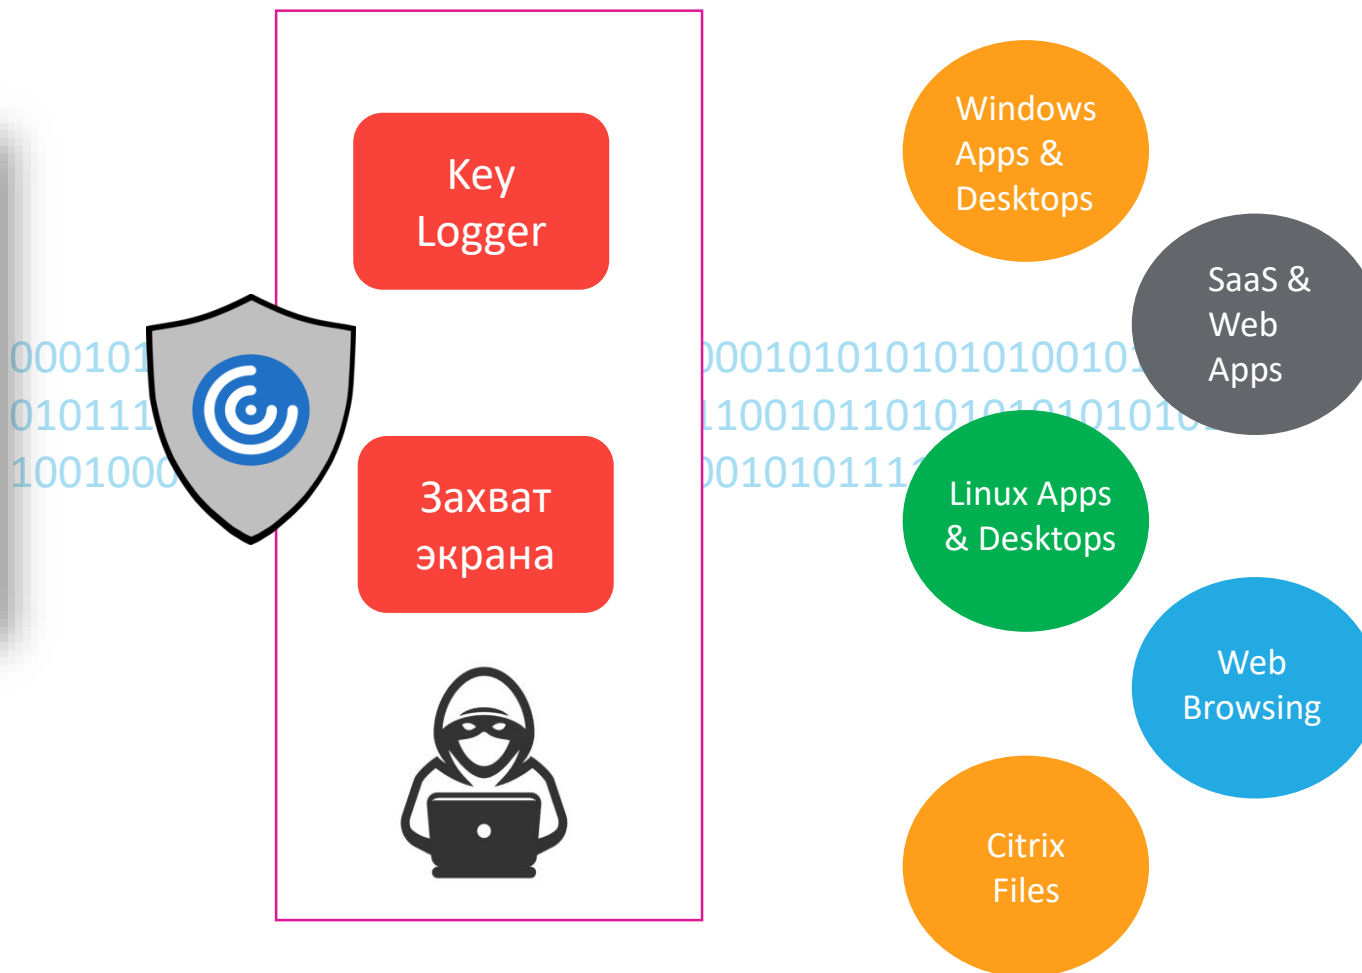 Key
Logger
Захват
экрана
Windows
Apps &
Desktops
SaaS &
Web
Apps
Linux Apps
& Desktops
Web
Browsing
Citrix
Files